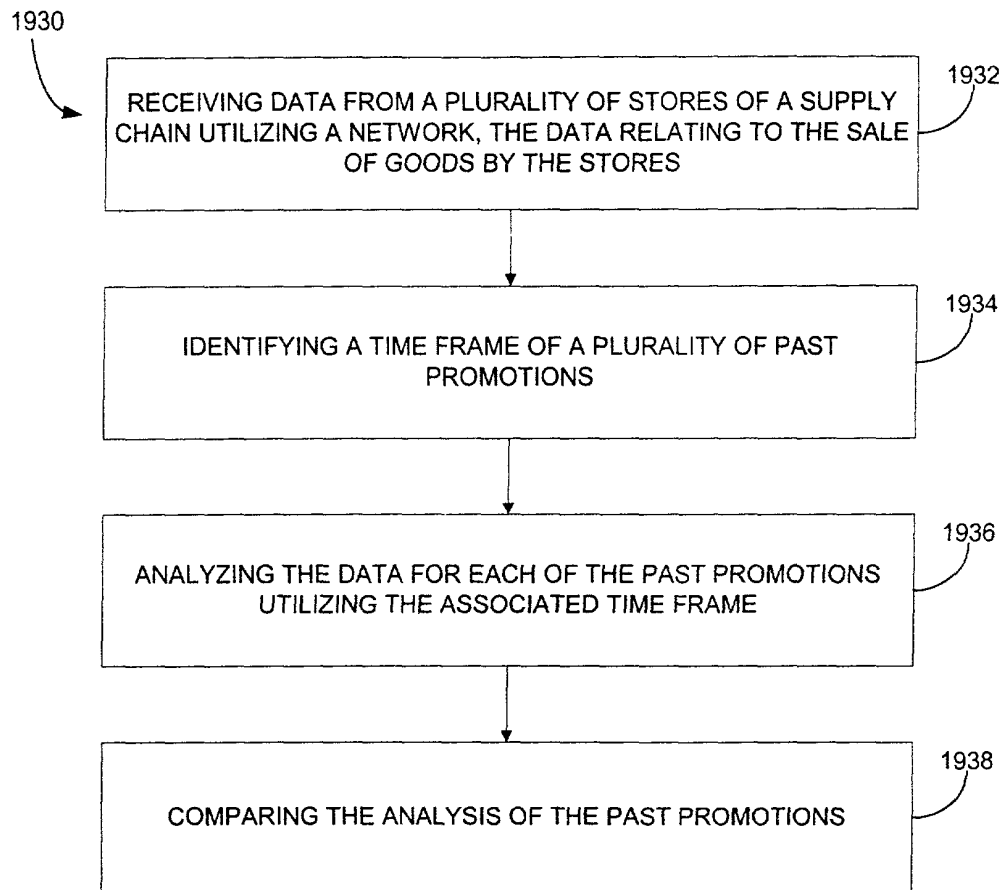 1930
1932
RECEIVING DATA FROM A PLURALITY OF STORES OF A SUPPLY
CHAIN UTILIZING A NETWORK, THE DATA RELATING TO THE SALE
OF GOODS BY THE STORES
1934
IDENTIFYING A TIME FRAME OF A PLURALITY OF PAST
PROMOTIONS
1936
ANALYZING THE DATA FOR EACH OF THE PAST PROMOTIONS
UTILIZING THE ASSOCIATED TIME FRAME
1938
COMPARING THE ANALYSIS OF THE PAST PROMOTIONS